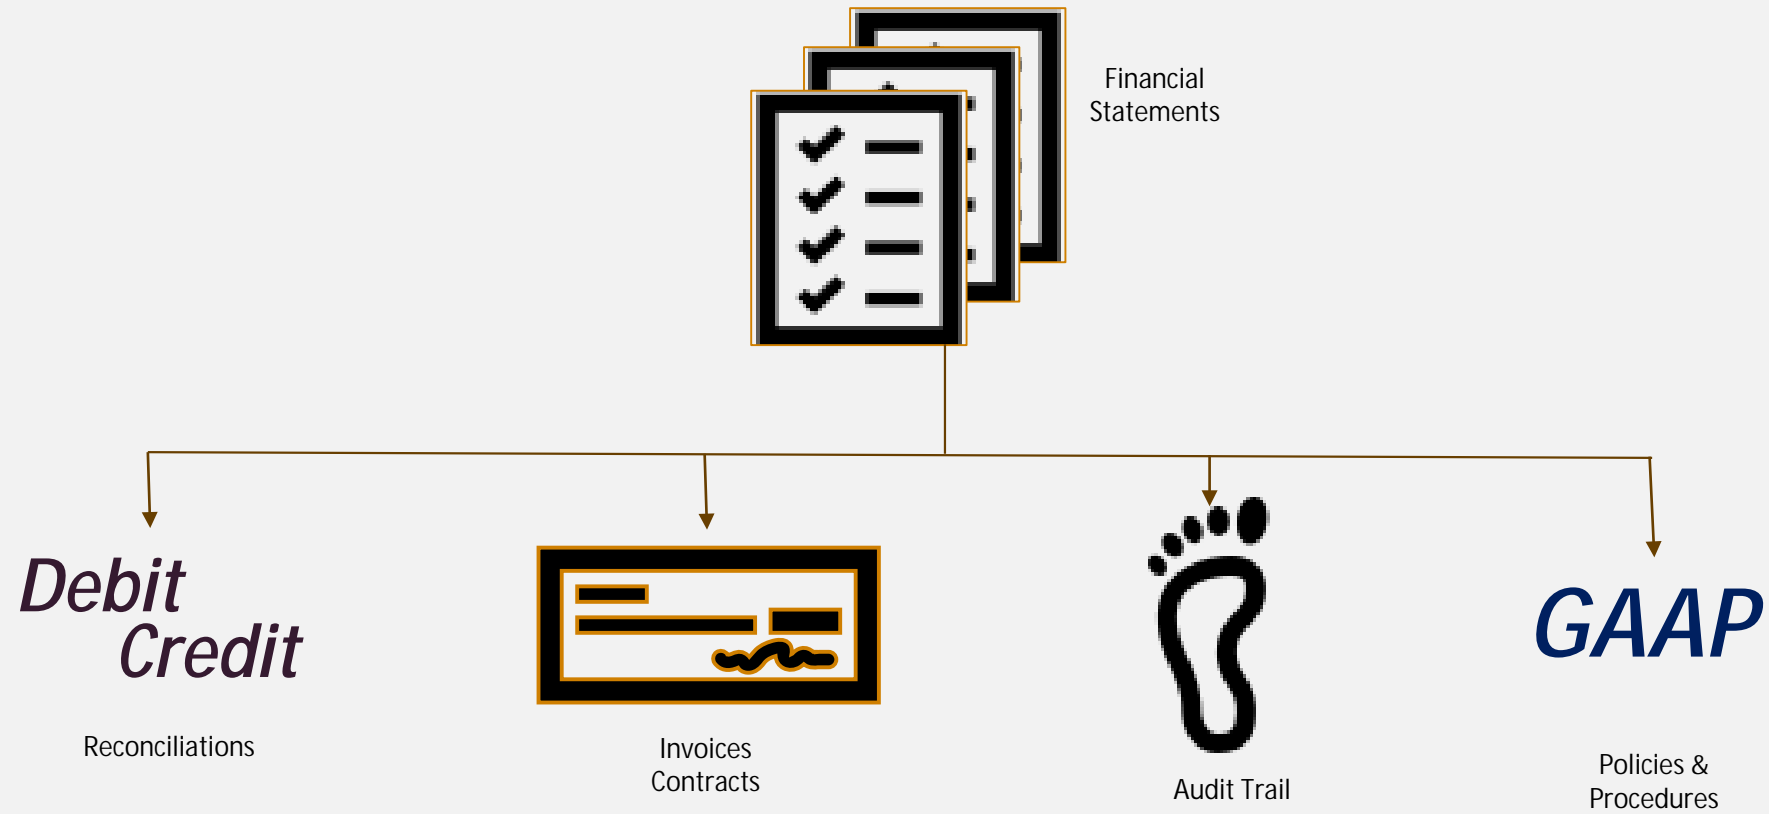 Financial
Statements
Debit
Credit
GAAP
Reconciliations
Invoices
Contracts
Audit Trail
Policies &
Procedures